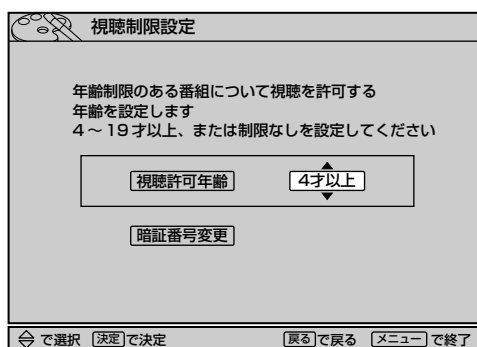 視聴制限設定
年齢制限のある番組について視聴を許可する
年齢を設定します
4～19才以上、または制限なしを設定してください
視聴許可年齢 4才以上
暗証番号変更
で選択 決定で決定 戻るで戻る メニューで終了